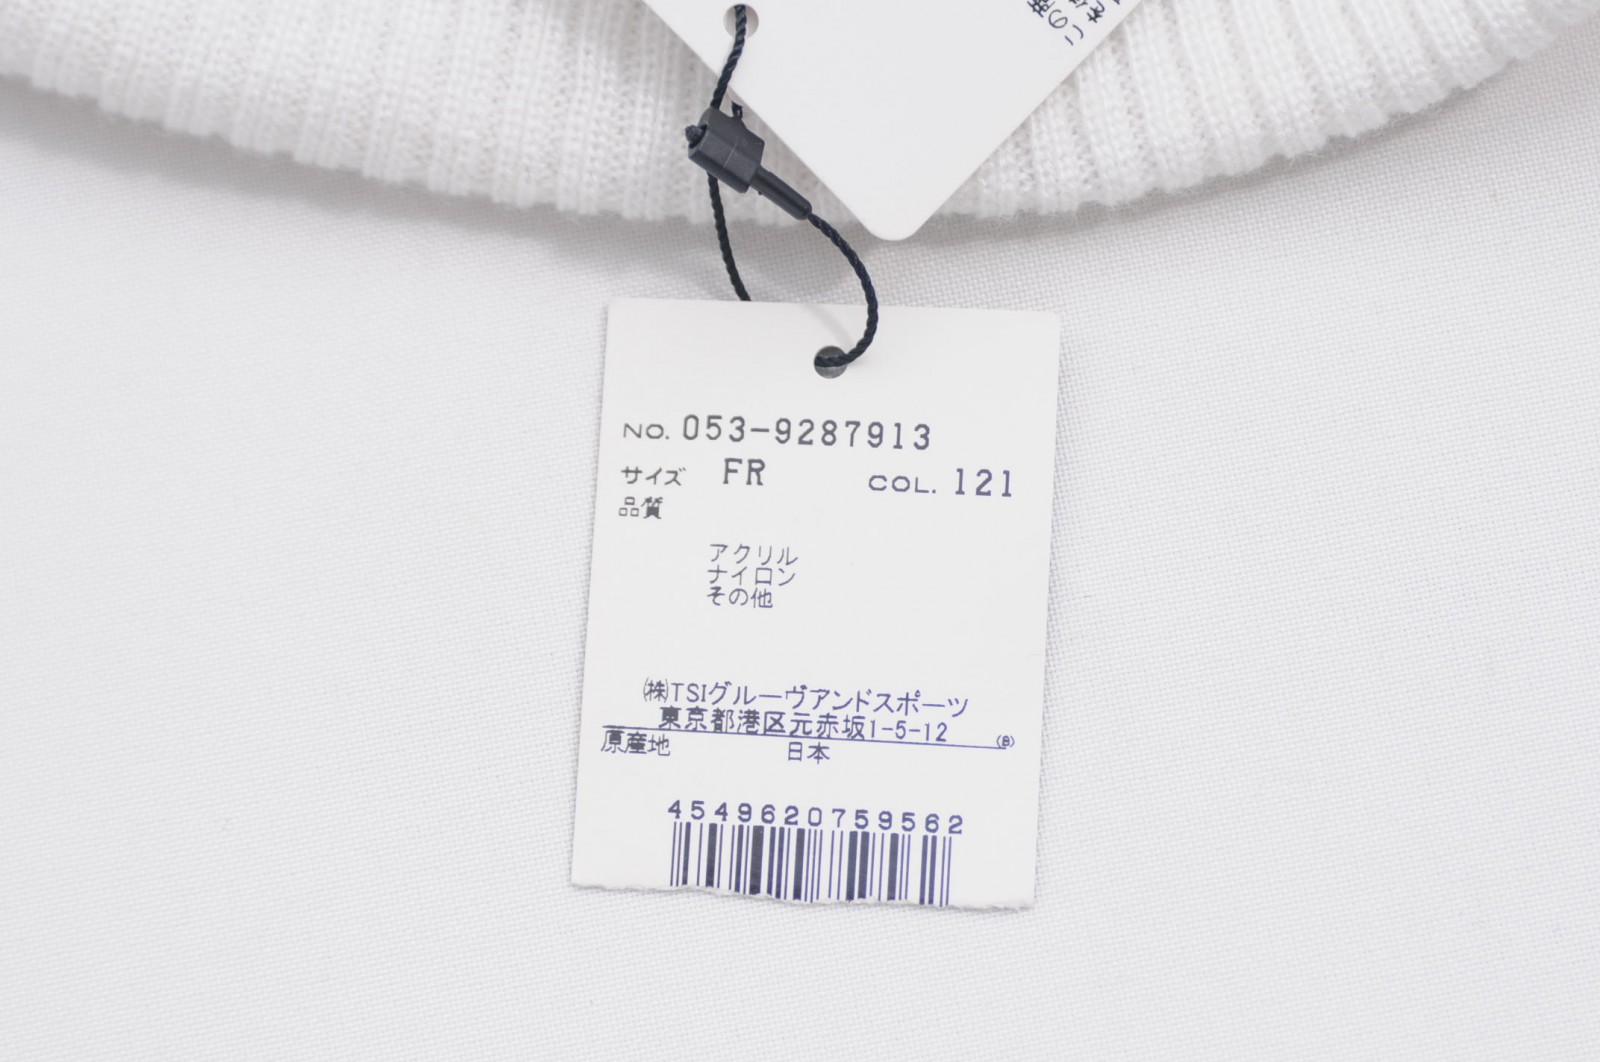 NO. 053-9287913
サイズ FR COL. 121
品質
アクリル
ナイロン
その他
㈱TSIグルーヴアンドスポーツ
東京都港区元赤坂1-5-12
(8)
原産地 日本
4549620759562